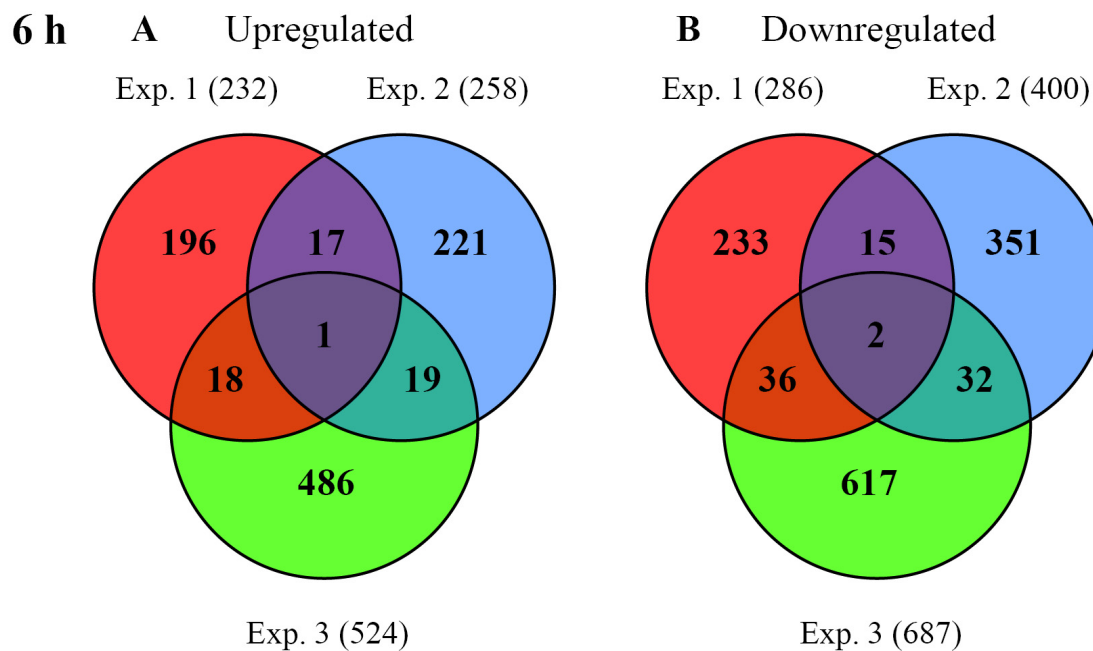 6 h A Upregulated B Downregulated
Exp. 1 (232) Exp. 2 (258) Exp. 1 (286) Exp. 2 (400)
196 17 221 233 15 351
1 2
18 19 36 32
486 617
Exp. 3 (524) Exp. 3 (687)